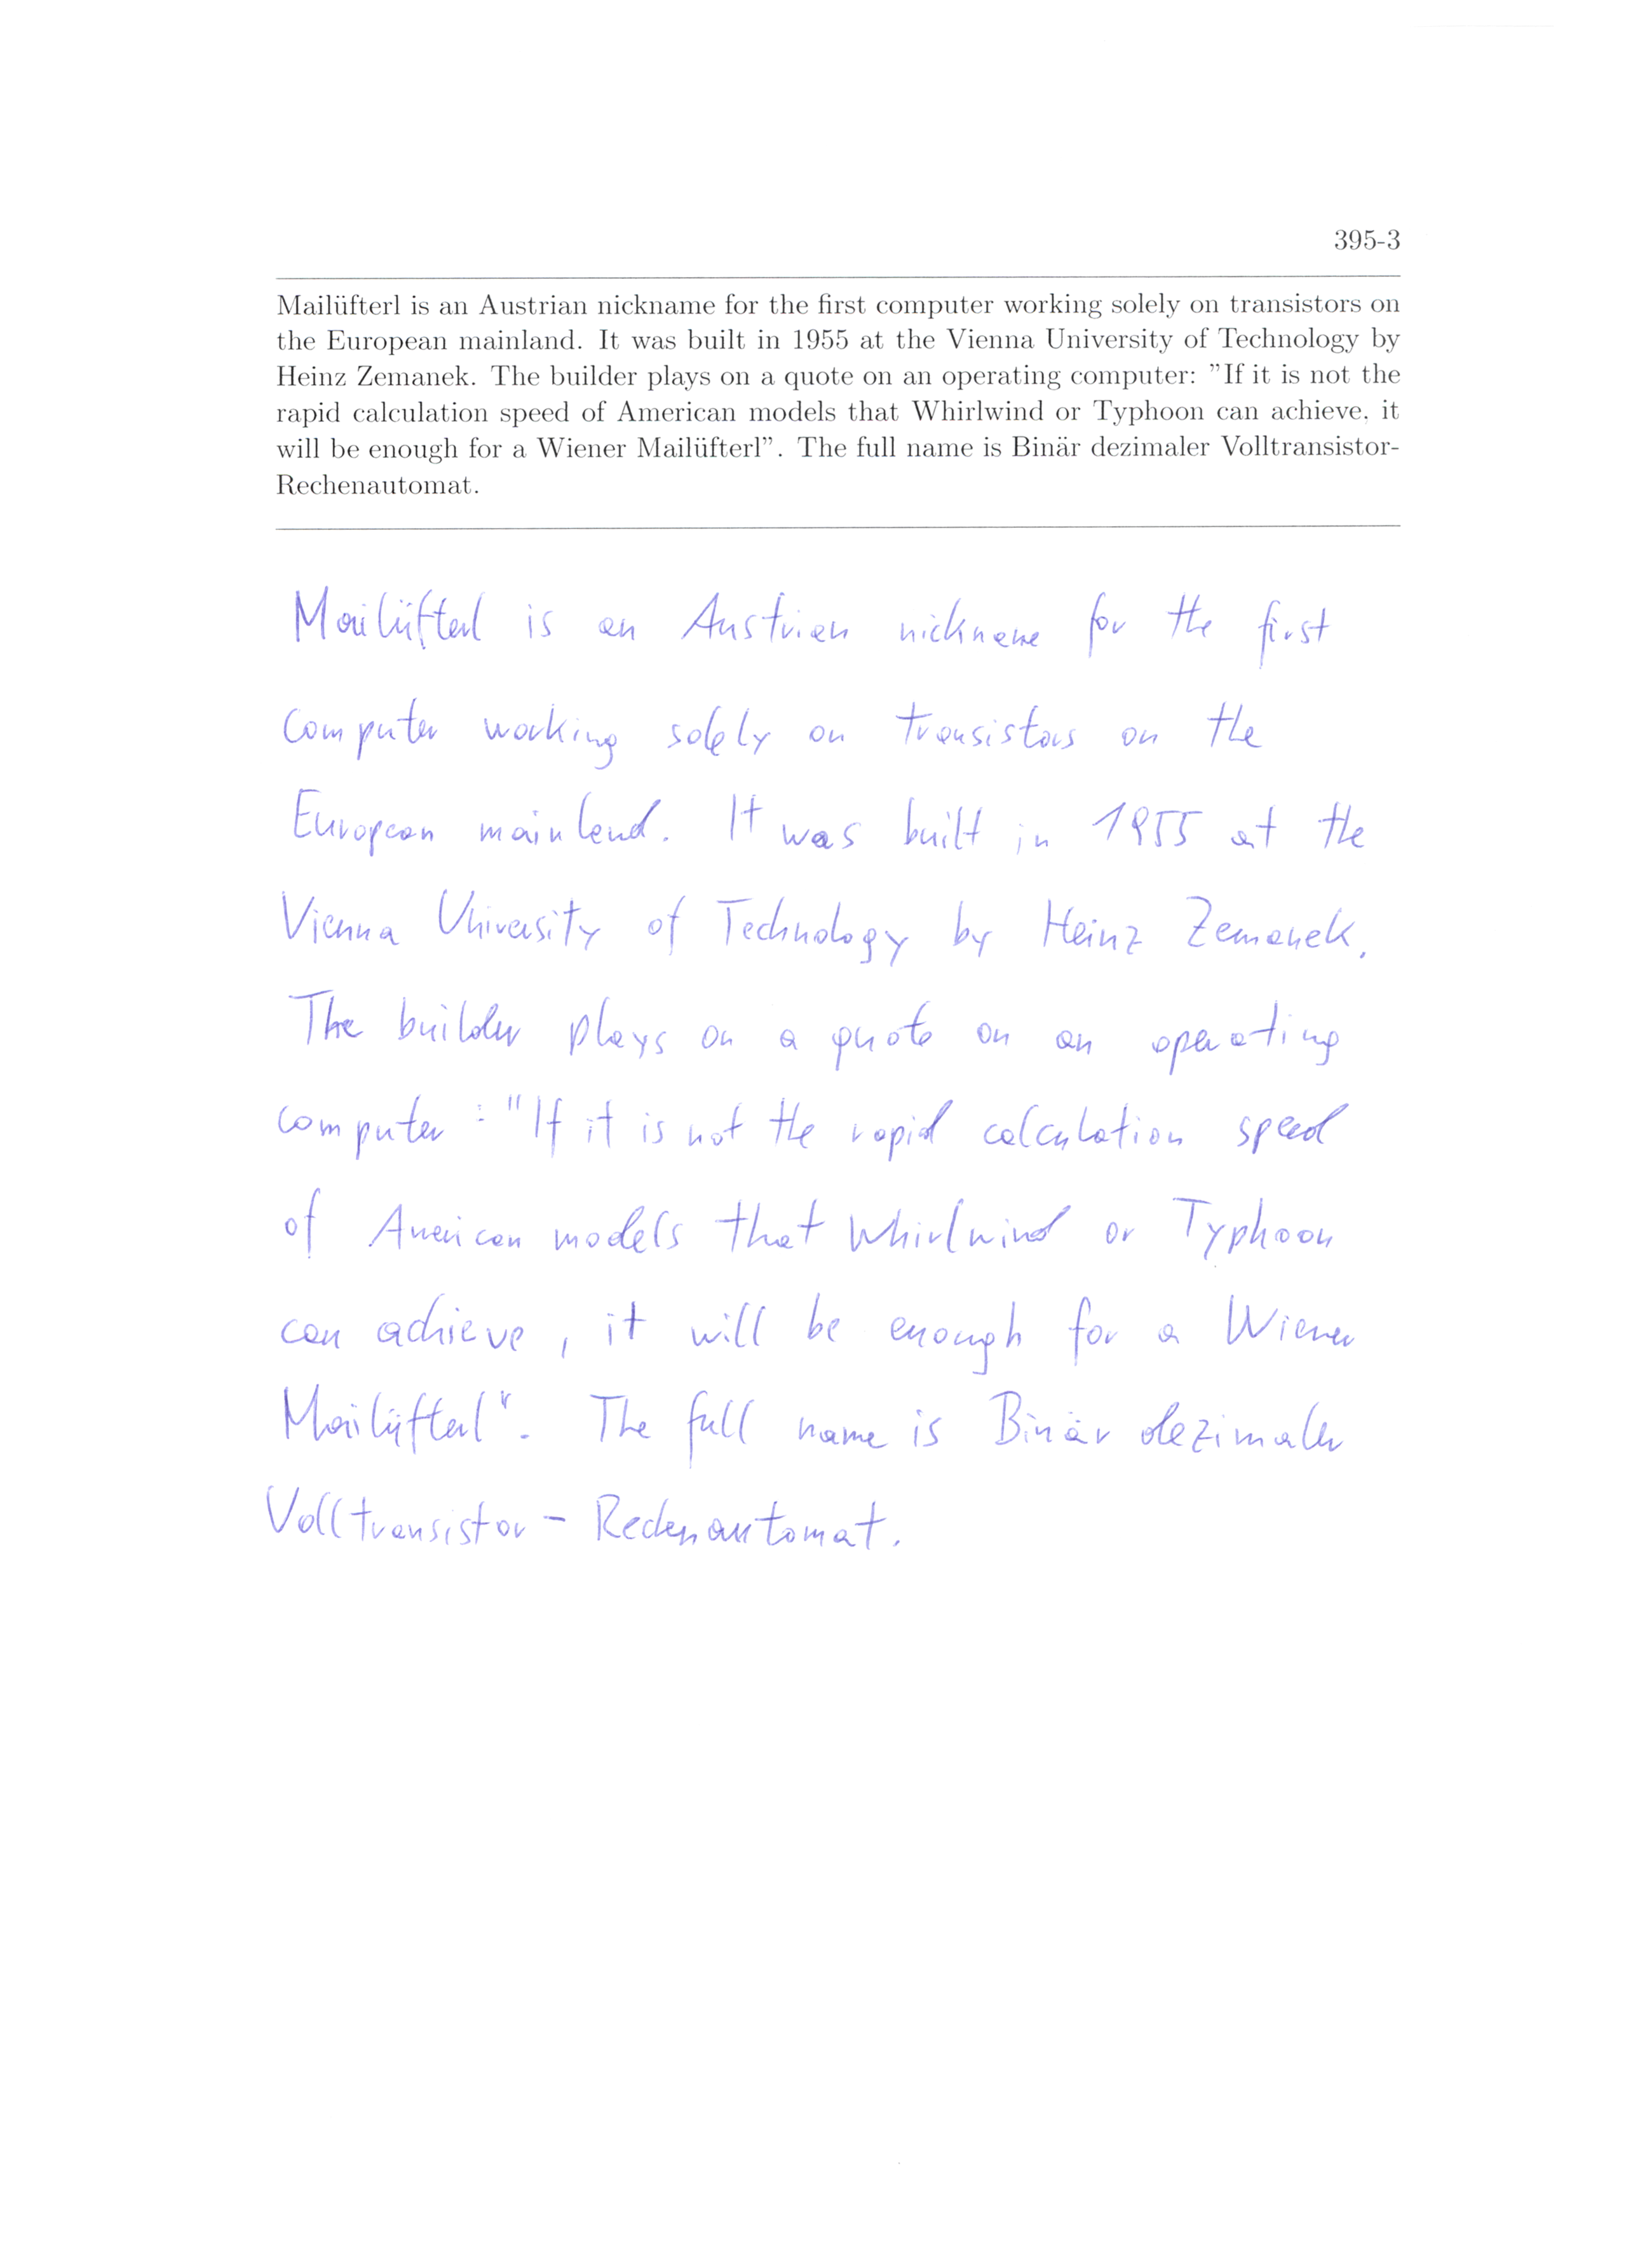 395-3
Mailüfterl is an Austrian nickname for the first computer working solely on transistors on
the European mainland. It was built in 1955 at the Vienna University of Technology by
Heinz Zemanek. The builder plays on a quote on an operating computer: "If it is not the
rapid calculation speed of American models that Whirlwind or Typhoon can achieve, it
will be enough for a Wiener Mailüfterl". The full name is Binär dezimaler Volltransistor-
Rechenautomat.
Mailüfterl is an Austrian nickname for the first
computer working solely on transistors on the
European mainland. It was built in 1955 at the
Vienna University of Technology by Heinz Zemanek.
The builder plays on a quote on an operating
computer : "If it is not the rapid calculation speed
of American models that Whirlwind or Typhoon
can achieve, it will be enough for a Wiener
Mailüfterl". The full name is Binär dezimaler
Volltransistor - Rechenautomat.